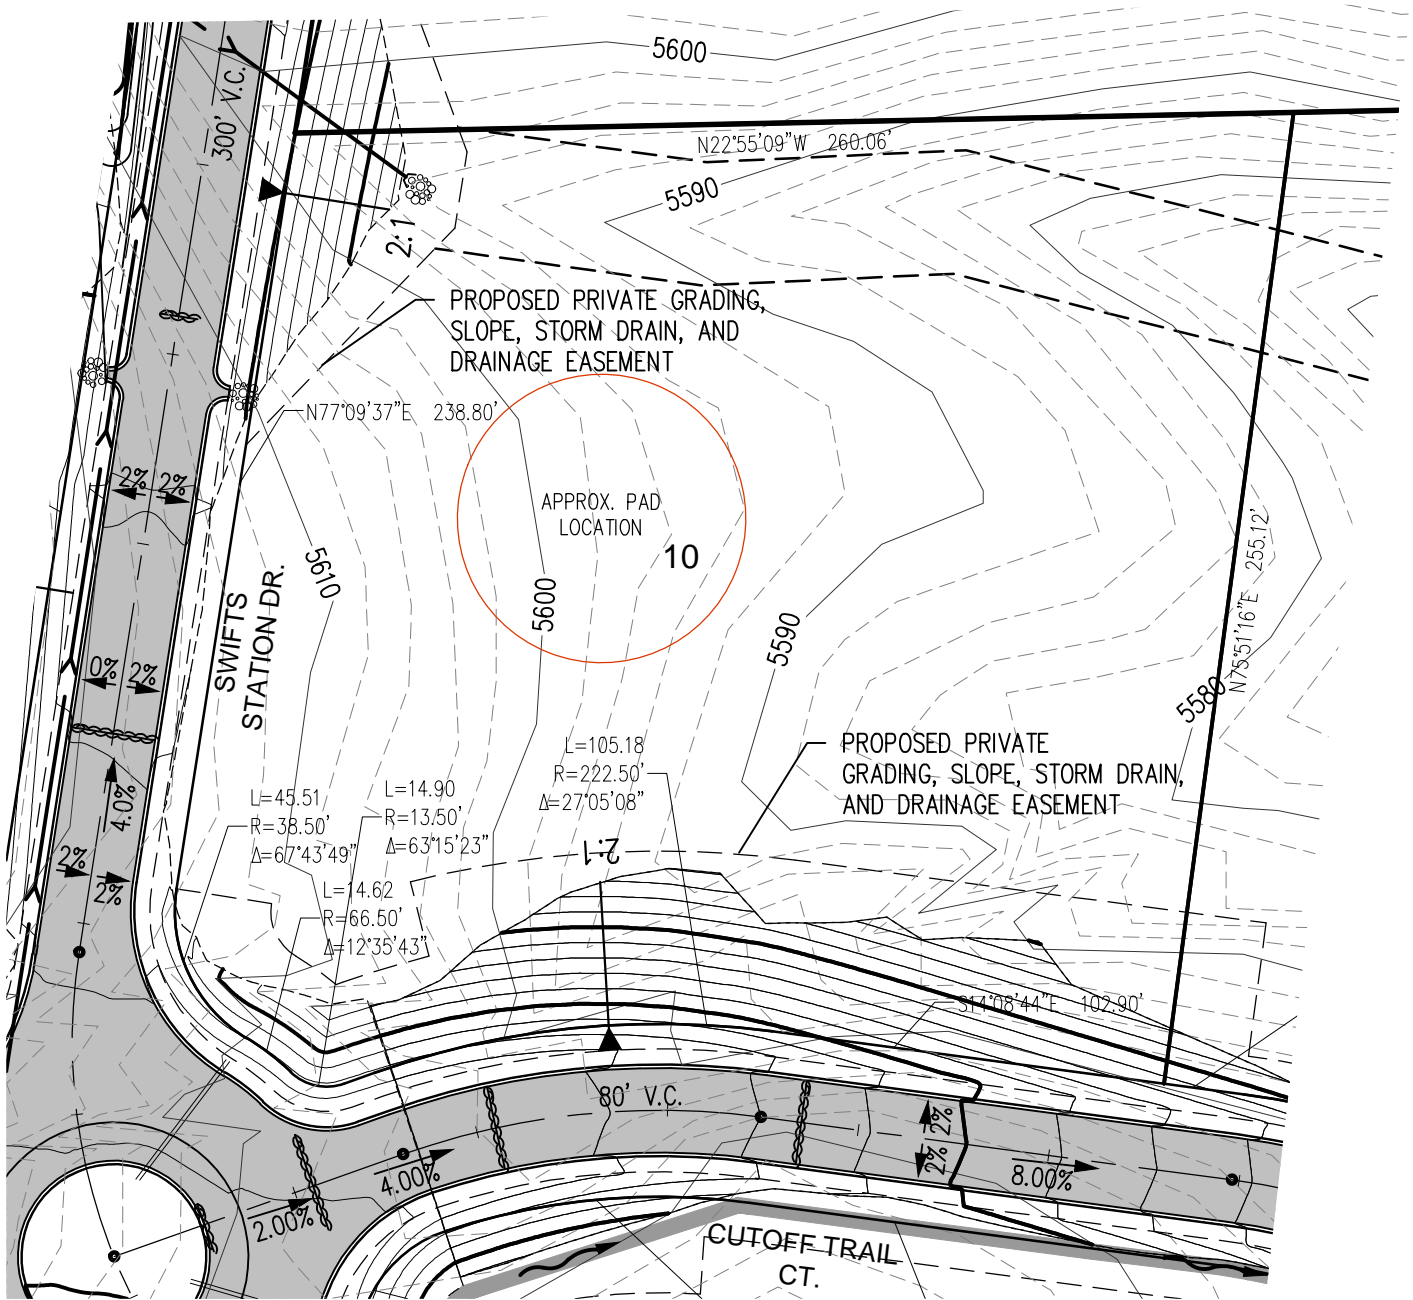 5600
300' V.C.
N22°55'09"W 260.06'
5590
2:1
PROPOSED PRIVATE GRADING,
SLOPE, STORM DRAIN, AND
DRAINAGE EASEMENT
N77°09'37"E 238.80'
2% 2%
APPROX. PAD
LOCATION
10
5610
5600
5590
N75°51'16"E 255.12'
5580
SWIFTS
STATION DR.
0% 2%
4.0%
2%
2%
L=45.51
R=38.50'
Δ=67°43'49"
L=14.90
R=13.50'
Δ=63°15'23"
L=14.62
R=66.50'
Δ=12°35'43"
L=105.18
R=222.50'
Δ=27°05'08"
PROPOSED PRIVATE
GRADING, SLOPE, STORM DRAIN,
AND DRAINAGE EASEMENT
2:1
S14°08'44"E 102.90'
80' V.C.
2% 2%
8.00%
4.00%
2.00%
CUTOFF TRAIL
CT.